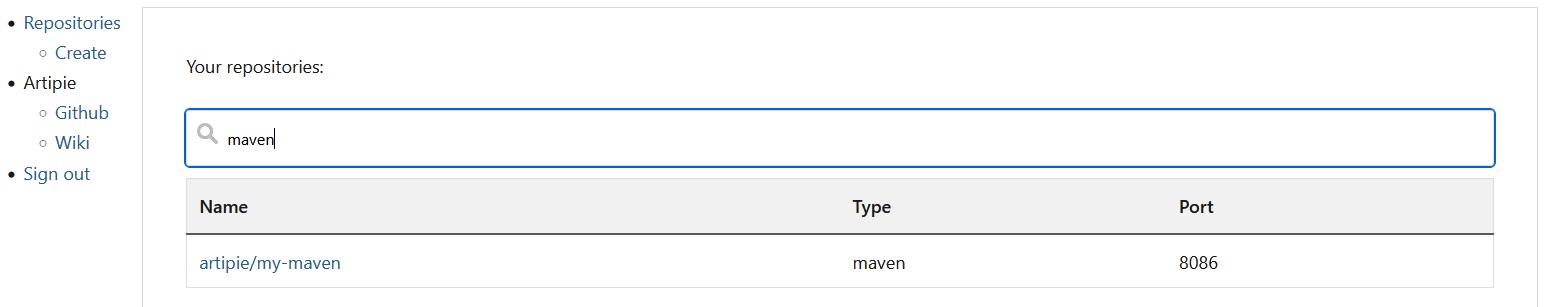 Repositories
Create
Artipie
Github
Wiki
Sign out
Your repositories:
maven
Name Type Port
artipie/my-maven maven 8086